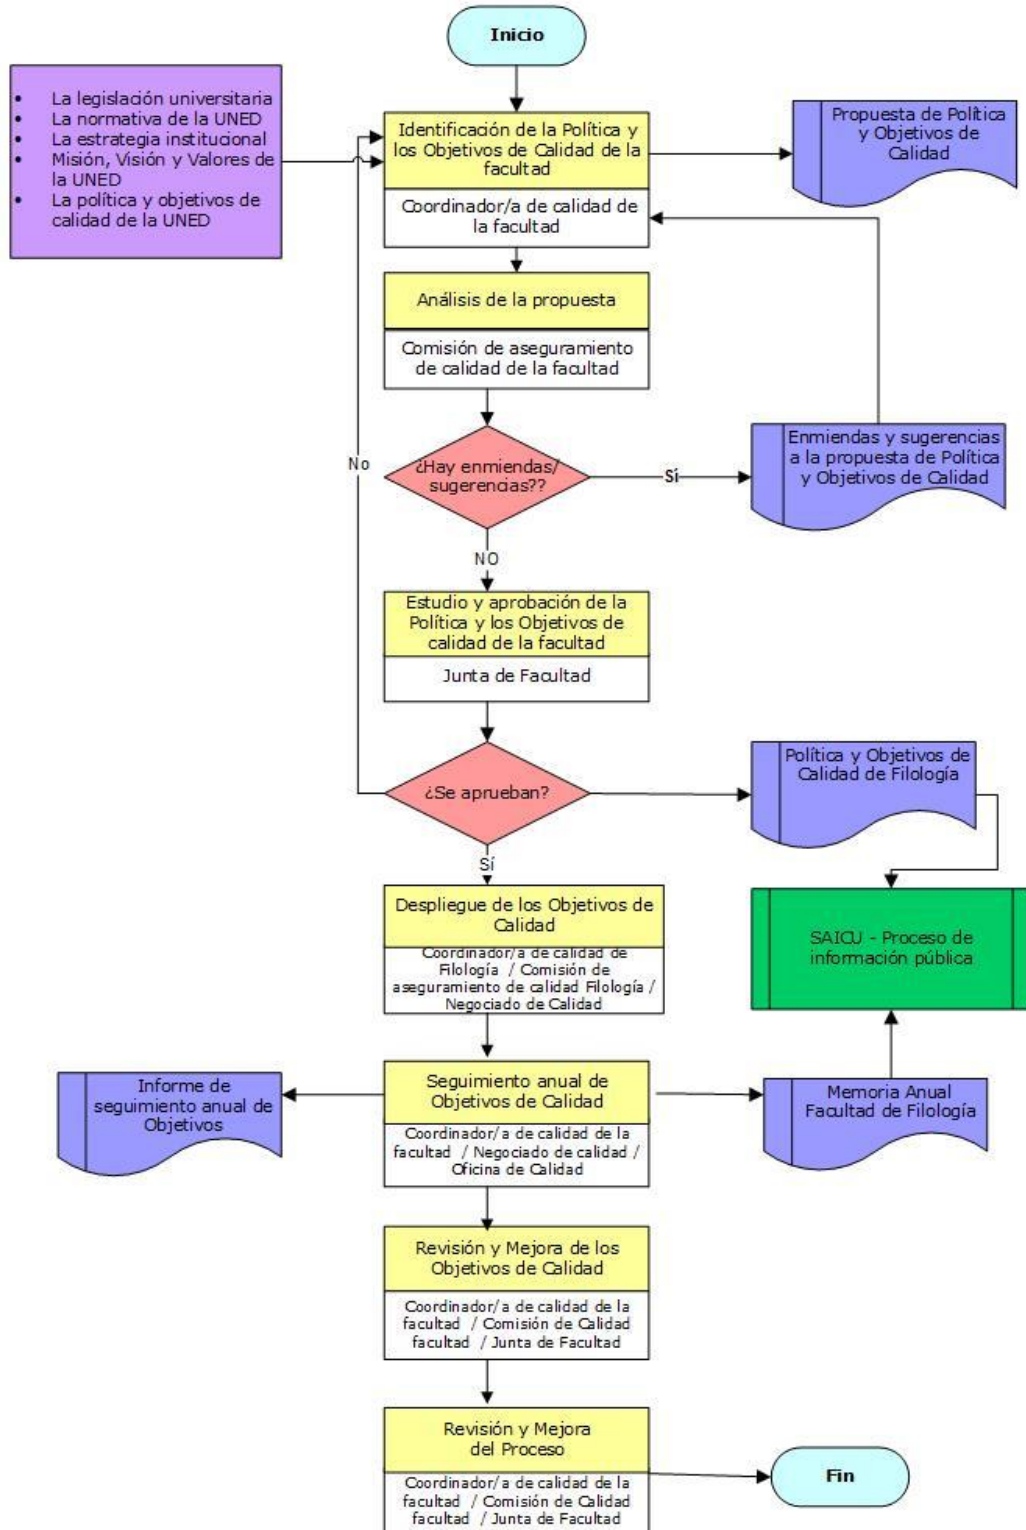 Inicio
• La legislación universitaria
• La normativa de la UNED
• La estrategia institucional
• Misión, Visión y Valores de
la UNED
• La política y objetivos de
calidad de la UNED
Identificación de la Política y
los Objetivos de Calidad de la
facultad
Coordinador/a de calidad de
la facultad
Propuesta de Política
y Objetivos de
Calidad
Análisis de la propuesta
Comisión de aseguramiento
de calidad de la facultad
¿Hay enmiendas/
sugerencias??
No
Sí
Enmiendas y sugerencias
a la propuesta de Política
y Objetivos de Calidad
NO
Estudio y aprobación de la
Política y los Objetivos de
calidad de la facultad
Junta de Facultad
¿Se aprueban?
Política y Objetivos de
Calidad de Filología
Sí
Despliegue de los Objetivos de
Calidad
Coordinador/a de calidad de
Filología / Comisión de
aseguramiento de calidad Filología /
Negociado de Calidad
SAICU - Proceso de
información pública
Informe de
seguimiento anual de
Objetivos
Seguimiento anual de
Objetivos de Calidad
Coordinador/a de calidad de la
facultad / Negociado de calidad /
Oficina de Calidad
Memoria Anual
Facultad de Filología
Revisión y Mejora de los
Objetivos de Calidad
Coordinador/a de calidad de la
facultad / Comisión de Calidad
facultad / Junta de Facultad
Revisión y Mejora
del Proceso
Coordinador/a de calidad de la
facultad / Comisión de Calidad
facultad / Junta de Facultad
Fin